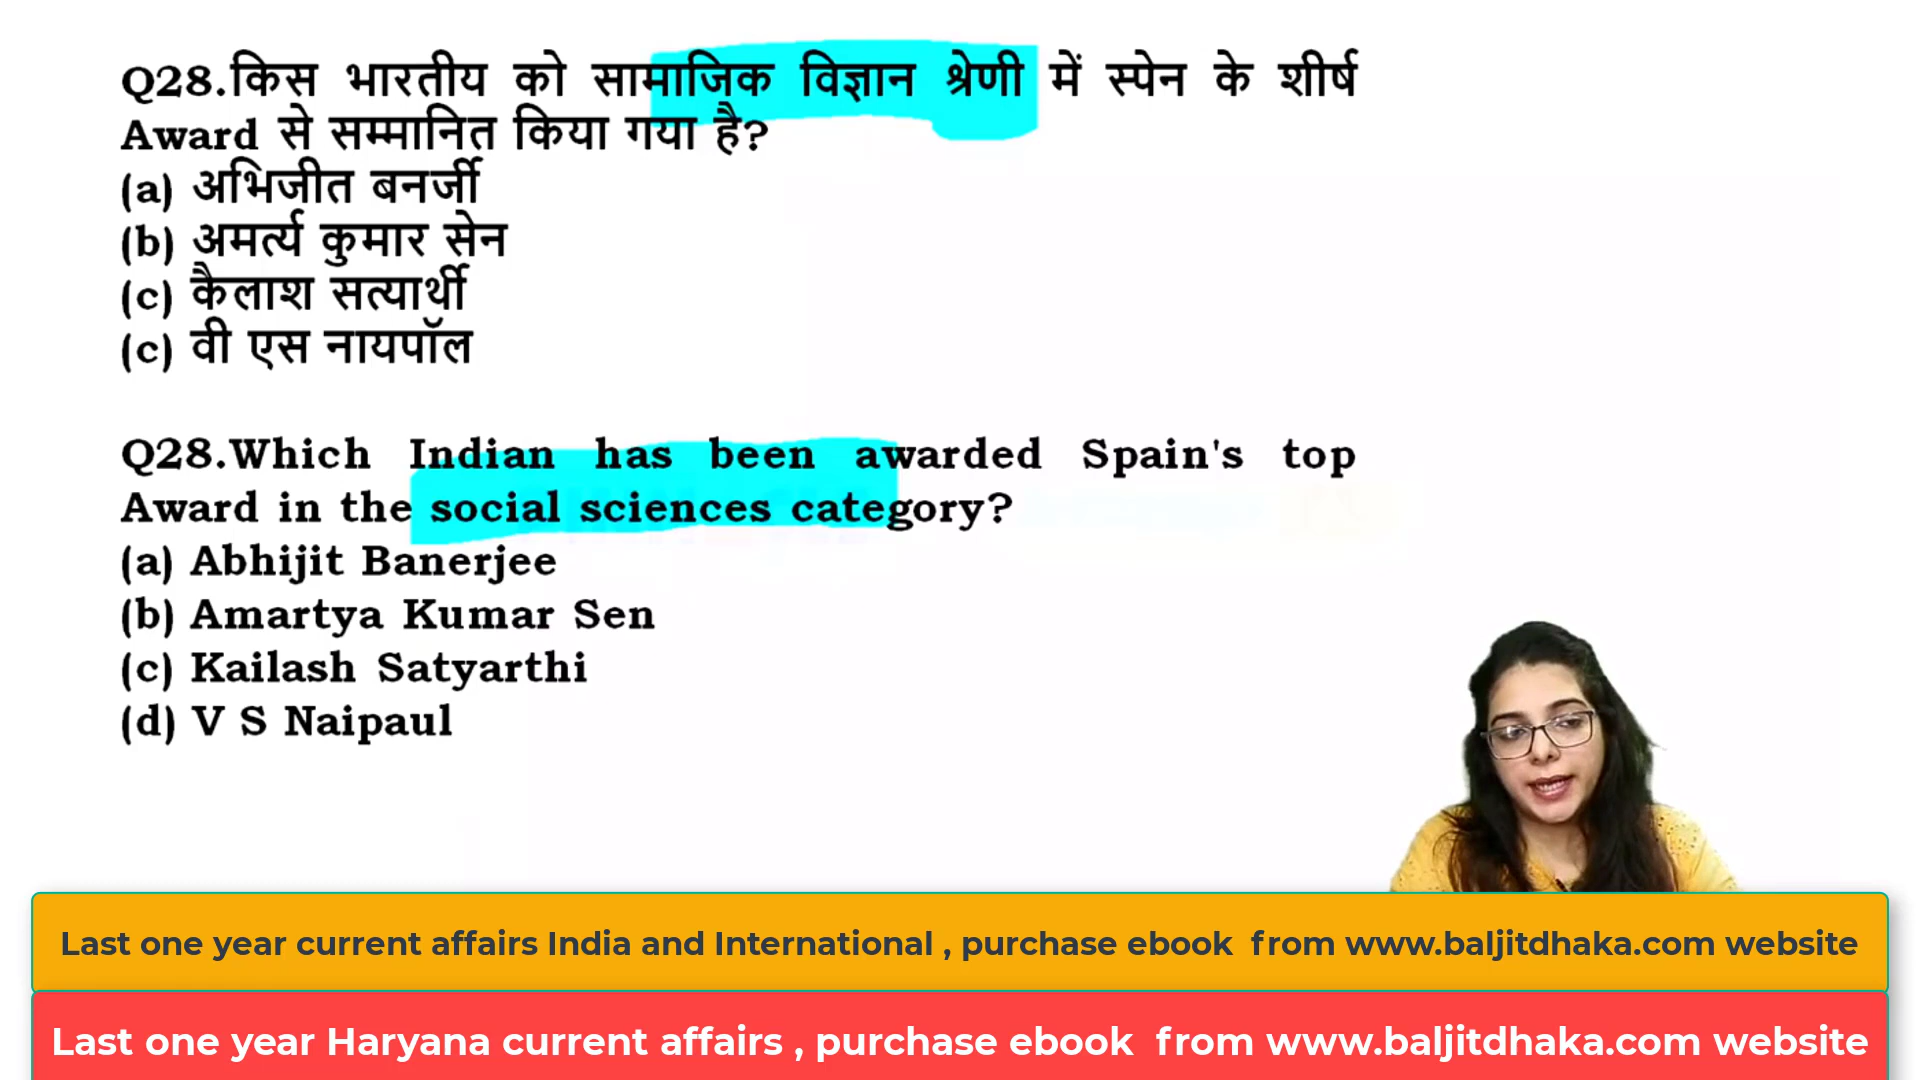 Q28.किस भारतीय को सामाजिक विज्ञान श्रेणी में स्पेन के शीर्ष
Award से सम्मानित किया गया है?
(a) अभिजीत बनर्जी
(b) अमर्त्य कुमार सेन
(c) कैलाश सत्यार्थी
(c) वी एस नायपॉल
Q28.Which Indian has been awarded Spain's top
Award in the social sciences category?
(a) Abhijit Banerjee
(b) Amartya Kumar Sen
(c) Kailash Satyarthi
(d) V S Naipaul
Last one year current affairs India and International , purchase ebook from www.baljitdhaka.com website
Last one year Haryana current affairs , purchase ebook from www.baljitdhaka.com website